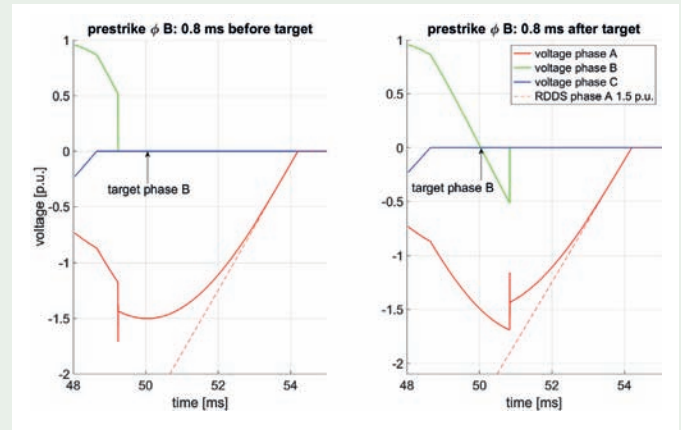 prestrike ϕ B: 0.8 ms before target
1
0.5
0
-0.5
-1
-1.5
-2
voltage [p.u.]
target phase B
48
50
52
54
time [ms]
prestrike ϕ B: 0.8 ms after target
voltage phase A
voltage phase B
voltage phase C
RDDS phase A 1.5 p.u.
1
0.5
0
-0.5
-1
-1.5
-2
target phase B
48
50
52
54
time [ms]